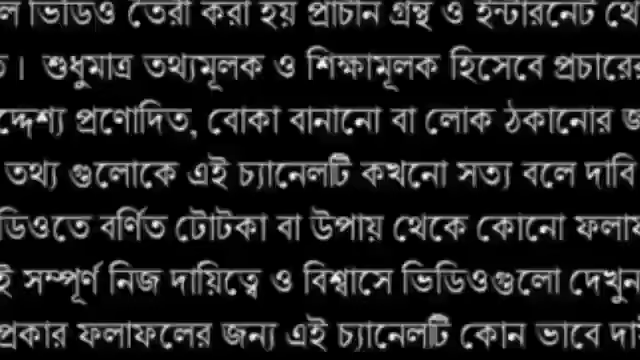 ল ভিডিও তৈরী করা হয় প্রাচীন গ্রন্থ ও ইন্টারনেট থে
ত। শুধুমাত্র তথ্যমূলক ও শিক্ষামূলক হিসেবে প্রচারের
দ্দেশ্য প্রণোদিত, বোকা বানানো বা লোক ঠকানোর জ
তথ্য গুলোকে এই চ্যানেলটি কখনো সত্য বলে দাবি
ডিওতে বর্ণিত টোটকা বা উপায় থেকে কোনো ফলাফ
ই সম্পূর্ণ নিজ দায়িত্বে ও বিশ্বাসে ভিডিওগুলো দেখুন
প্রকার ফলাফলের জন্য এই চ্যানেলটি কোন ভাবে দা